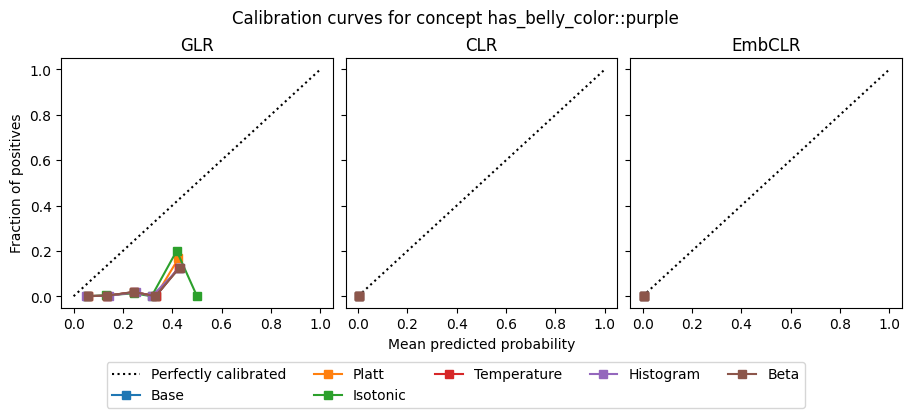 Calibration curves for concept has_belly_color::purple
GLR
CLR
EmbCLR
Fraction of positives
1.0
0.8
0.6
0.4
0.2
0.0
0.0 0.2 0.4 0.6 0.8 1.0
0.0 0.2 0.4 0.6 0.8 1.0
0.0 0.2 0.4 0.6 0.8 1.0
Mean predicted probability
Perfectly calibrated
Base
Platt
Isotonic
Temperature
Histogram
Beta